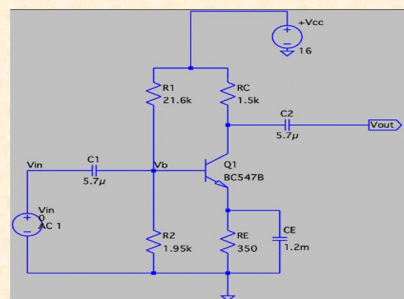 +Vcc
16
R1
21.6k
RC
1.5k
C2
5.7µ
Vout
Vin
C1
5.7µ
Vb
Q1
BC547B
Vin
0
AC 1
R2
1.95k
RE
350
CE
1.2m